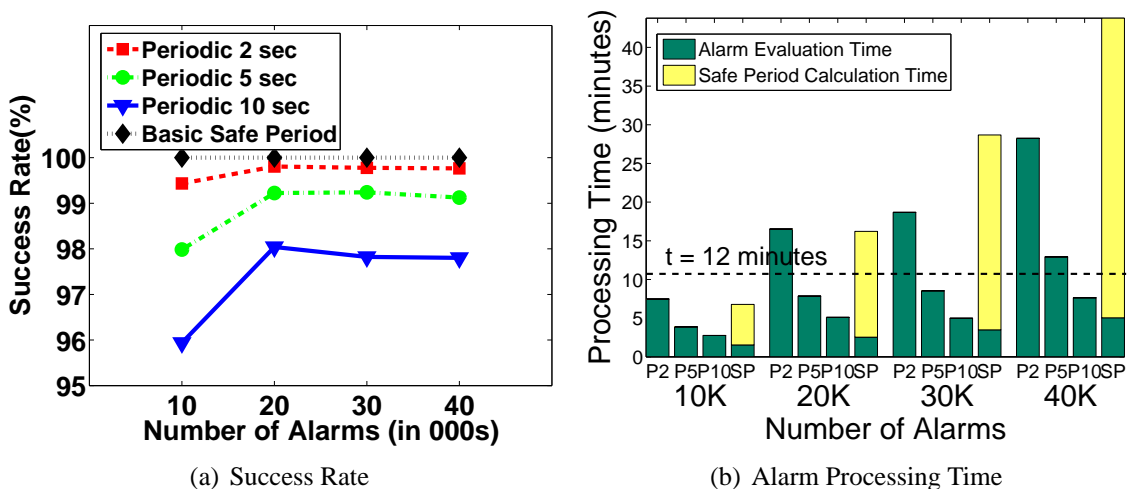 Periodic 2 sec
Periodic 5 sec
Periodic 10 sec
Basic Safe Period
Success Rate(%)
100
99
98
97
96
95
10 20 30 40
Number of Alarms (in 000s)
(a) Success Rate
Alarm Evaluation Time
Safe Period Calculation Time
Processing Time (minutes)
40
35
30
25
20
15
10
5
0
t = 12 minutes
P2 P5P10SP P2 P5P10SP P2 P5P10SP P2 P5P10SP
10K 20K 30K 40K
Number of Alarms
(b) Alarm Processing Time